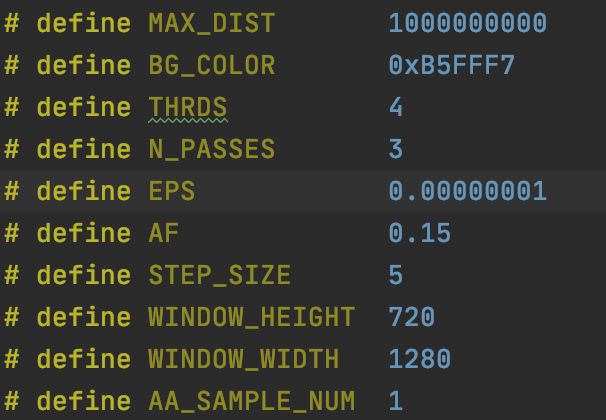 # define MAX_DIST 1000000000
# define BG_COLOR 0xB5FFF7
# define THRDS 4
# define N_PASSES 3
# define EPS 0.00000001
# define AF 0.15
# define STEP_SIZE 5
# define WINDOW_HEIGHT 720
# define WINDOW_WIDTH 1280
# define AA_SAMPLE_NUM 1